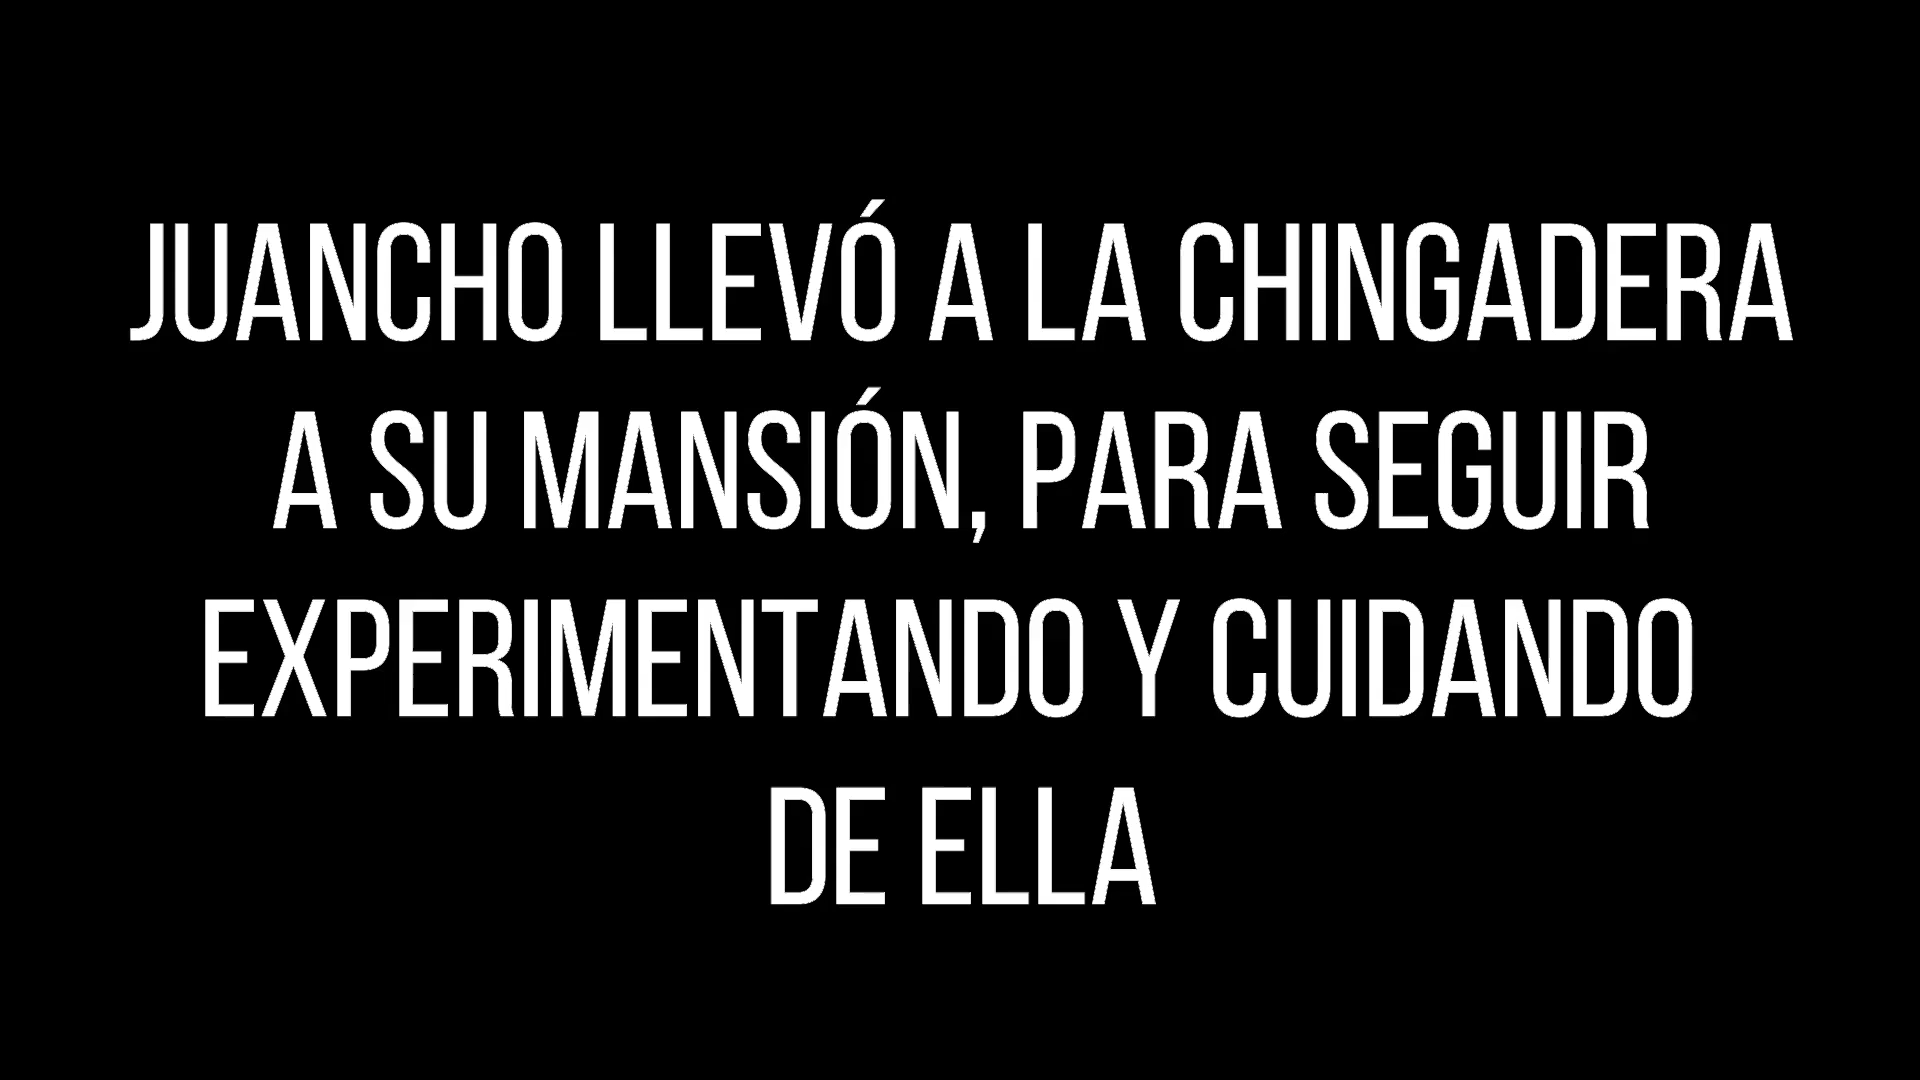 JUANCHO LLEVÓ A LA CHINGADERA
A SU MANSIÓN, PARA SEGUIR
EXPERIMENTANDO Y CUIDANDO
DE ELLA